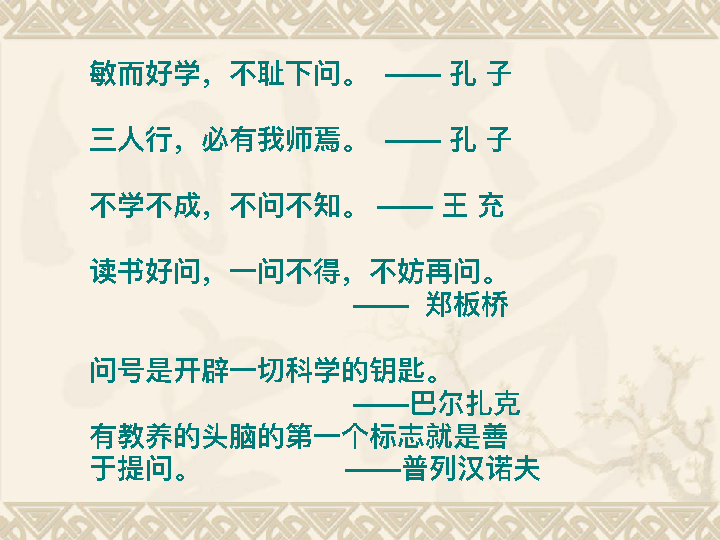 敏而好学，不耻下问。 —— 孔 子
三人行，必有我师焉。 —— 孔 子
不学不成，不问不知。 —— 王 充
读书好问，一问不得，不妨再问。
—— 郑板桥
问号是开辟一切科学的钥匙。
——巴尔扎克
有教养的头脑的第一个标志就是善
于提问。 ——普列汉诺夫